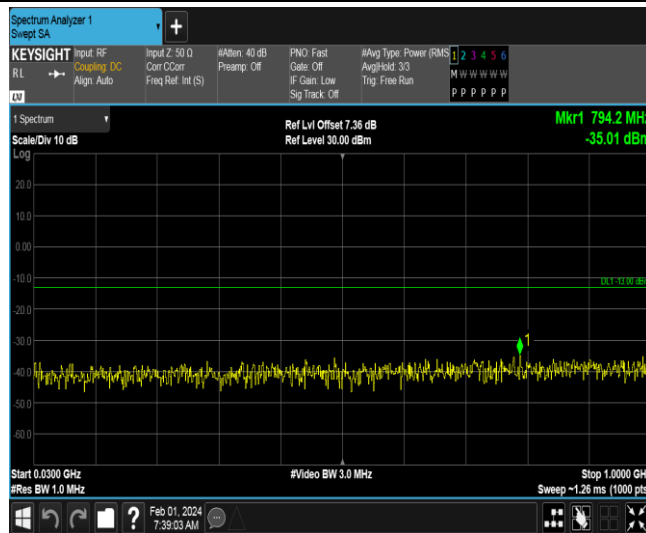 Spectrum Analyzer 1
Swept SA
+
KEYSIGHT
RL
LXI
Input: RF
Coupling: DC
Align: Auto
Input Z: 50 Ω
Corr CCorr
Freq Ref: Int (S)
#Atten: 40 dB
Preamp: Off
PNO: Fast
Gate: Off
IF Gain: Low
Sig Track: Off
#Avg Type: Power (RMS
Avg|Hold: 3/3
Trig: Free Run
1 2 3 4 5 6
M W W W W W
P P P P P P
1 Spectrum
Scale/Div 10 dB
Log
Ref Lvl Offset 7.36 dB
Ref Level 30.00 dBm
Mkr1 794.2 MHz
-35.01 dBm
20.0
10.0
0.00
-10.0
DL1 -13.00 dBm
-20.0
-30.0
1
-40.0
-50.0
-60.0
Start 0.0300 GHz
#Res BW 1.0 MHz
#Video BW 3.0 MHz
Stop 1.0000 GH
Sweep ~1.26 ms (1000 pts
?
Feb 01, 2024
7:39:03 AM